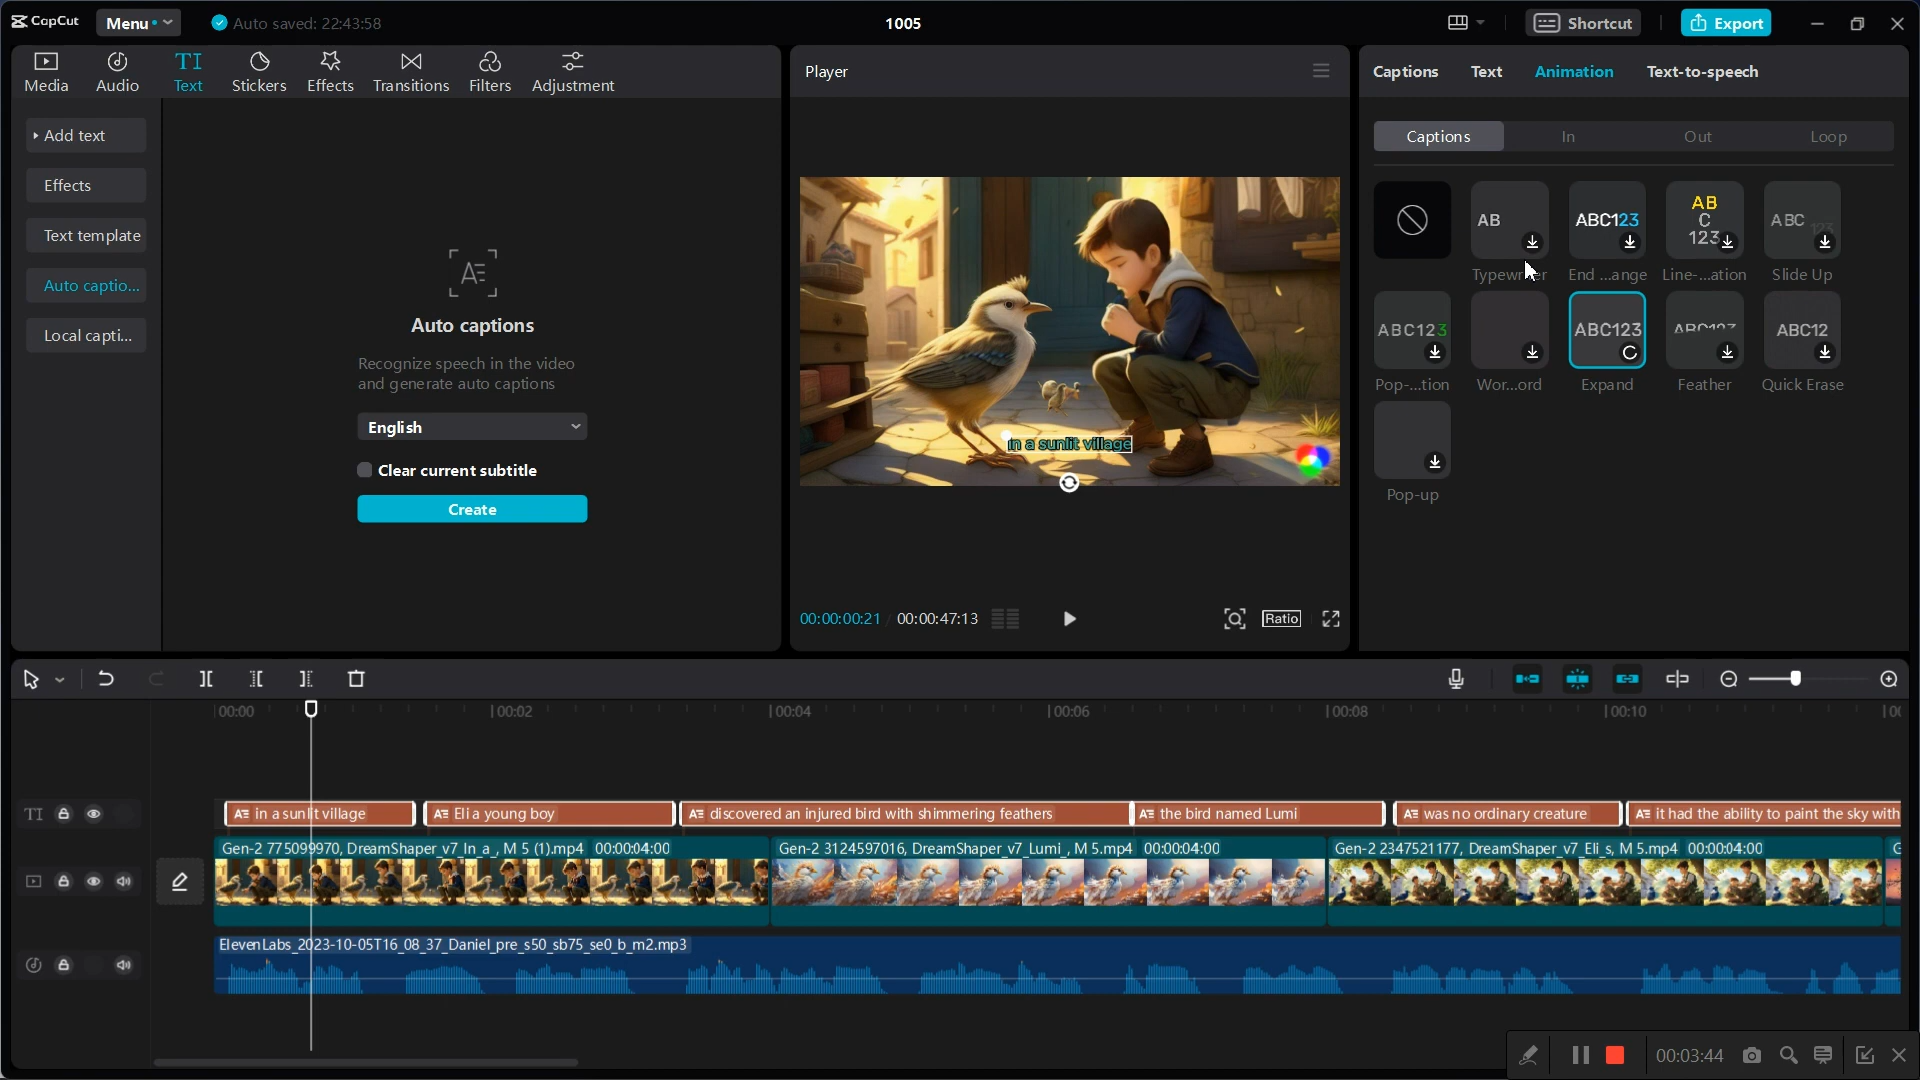 CapCut
Menu
Auto saved: 22:43:58
1005
Shortcut
Export
Media
Audio
TI
Text
Stickers
Effects
Transitions
Filters
Adjustment
Add text
Effects
Text template
Auto captio...
Local capti...
Auto captions
Recognize speech in the video
and generate auto captions
English
Clear current subtitle
Create
Player
in a sunlit village
00:00:00:21 / 00:00:47:13
Ratio
Captions
Text
Animation
Text-to-speech
Captions
In
Out
Loop
AB
ABC123
AB
C
123
ABC 123
Typewriter
End ...ange
Line-...ation
Slide Up
ABC123
ABC123
ABC123
ABC12
Pop-...tion
Wor...ord
Expand
Feather
Quick Erase
Pop-up
00:00
00:02
00:04
00:06
00:08
00:10
TI
in a sunlit village
Eli a young boy
discovered an injured bird with shimmering feathers
the bird named Lumi
was no ordinary creature
it had the ability to paint the sky with
Gen-2 775099970, DreamShaper_v7_In_a_, M 5 (1).mp4 00:00:04:00
Gen-2 3124597016, DreamShaper_v7_Lumi_, M 5.mp4 00:00:04:00
Gen-2 2347521177, DreamShaper_v7_Eli_s, M 5.mp4 00:00:04:00
ElevenLabs_2023-10-05T16_08_37_Daniel_pre_s50_sb75_se0_b_m2.mp3
00:03:44